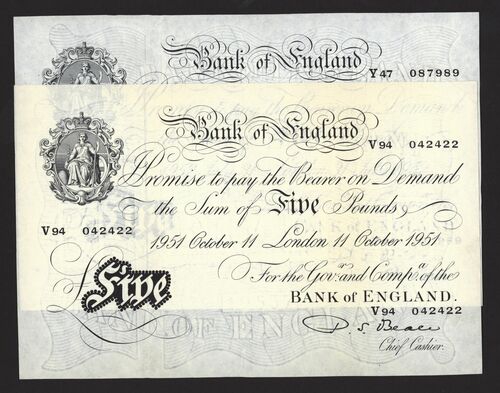 Bank of England
Y47 087989
Bank of England
V94 042422
Promise to pay the Bearer on Demand
the Sum of Five Pounds
V94 042422
1951 October 11 London 11 October 1951
Five
For the Govr. and Compa. of the
BANK of ENGLAND.
V94 042422
P. S. Beale
Chief Cashier.
OF ENGLA